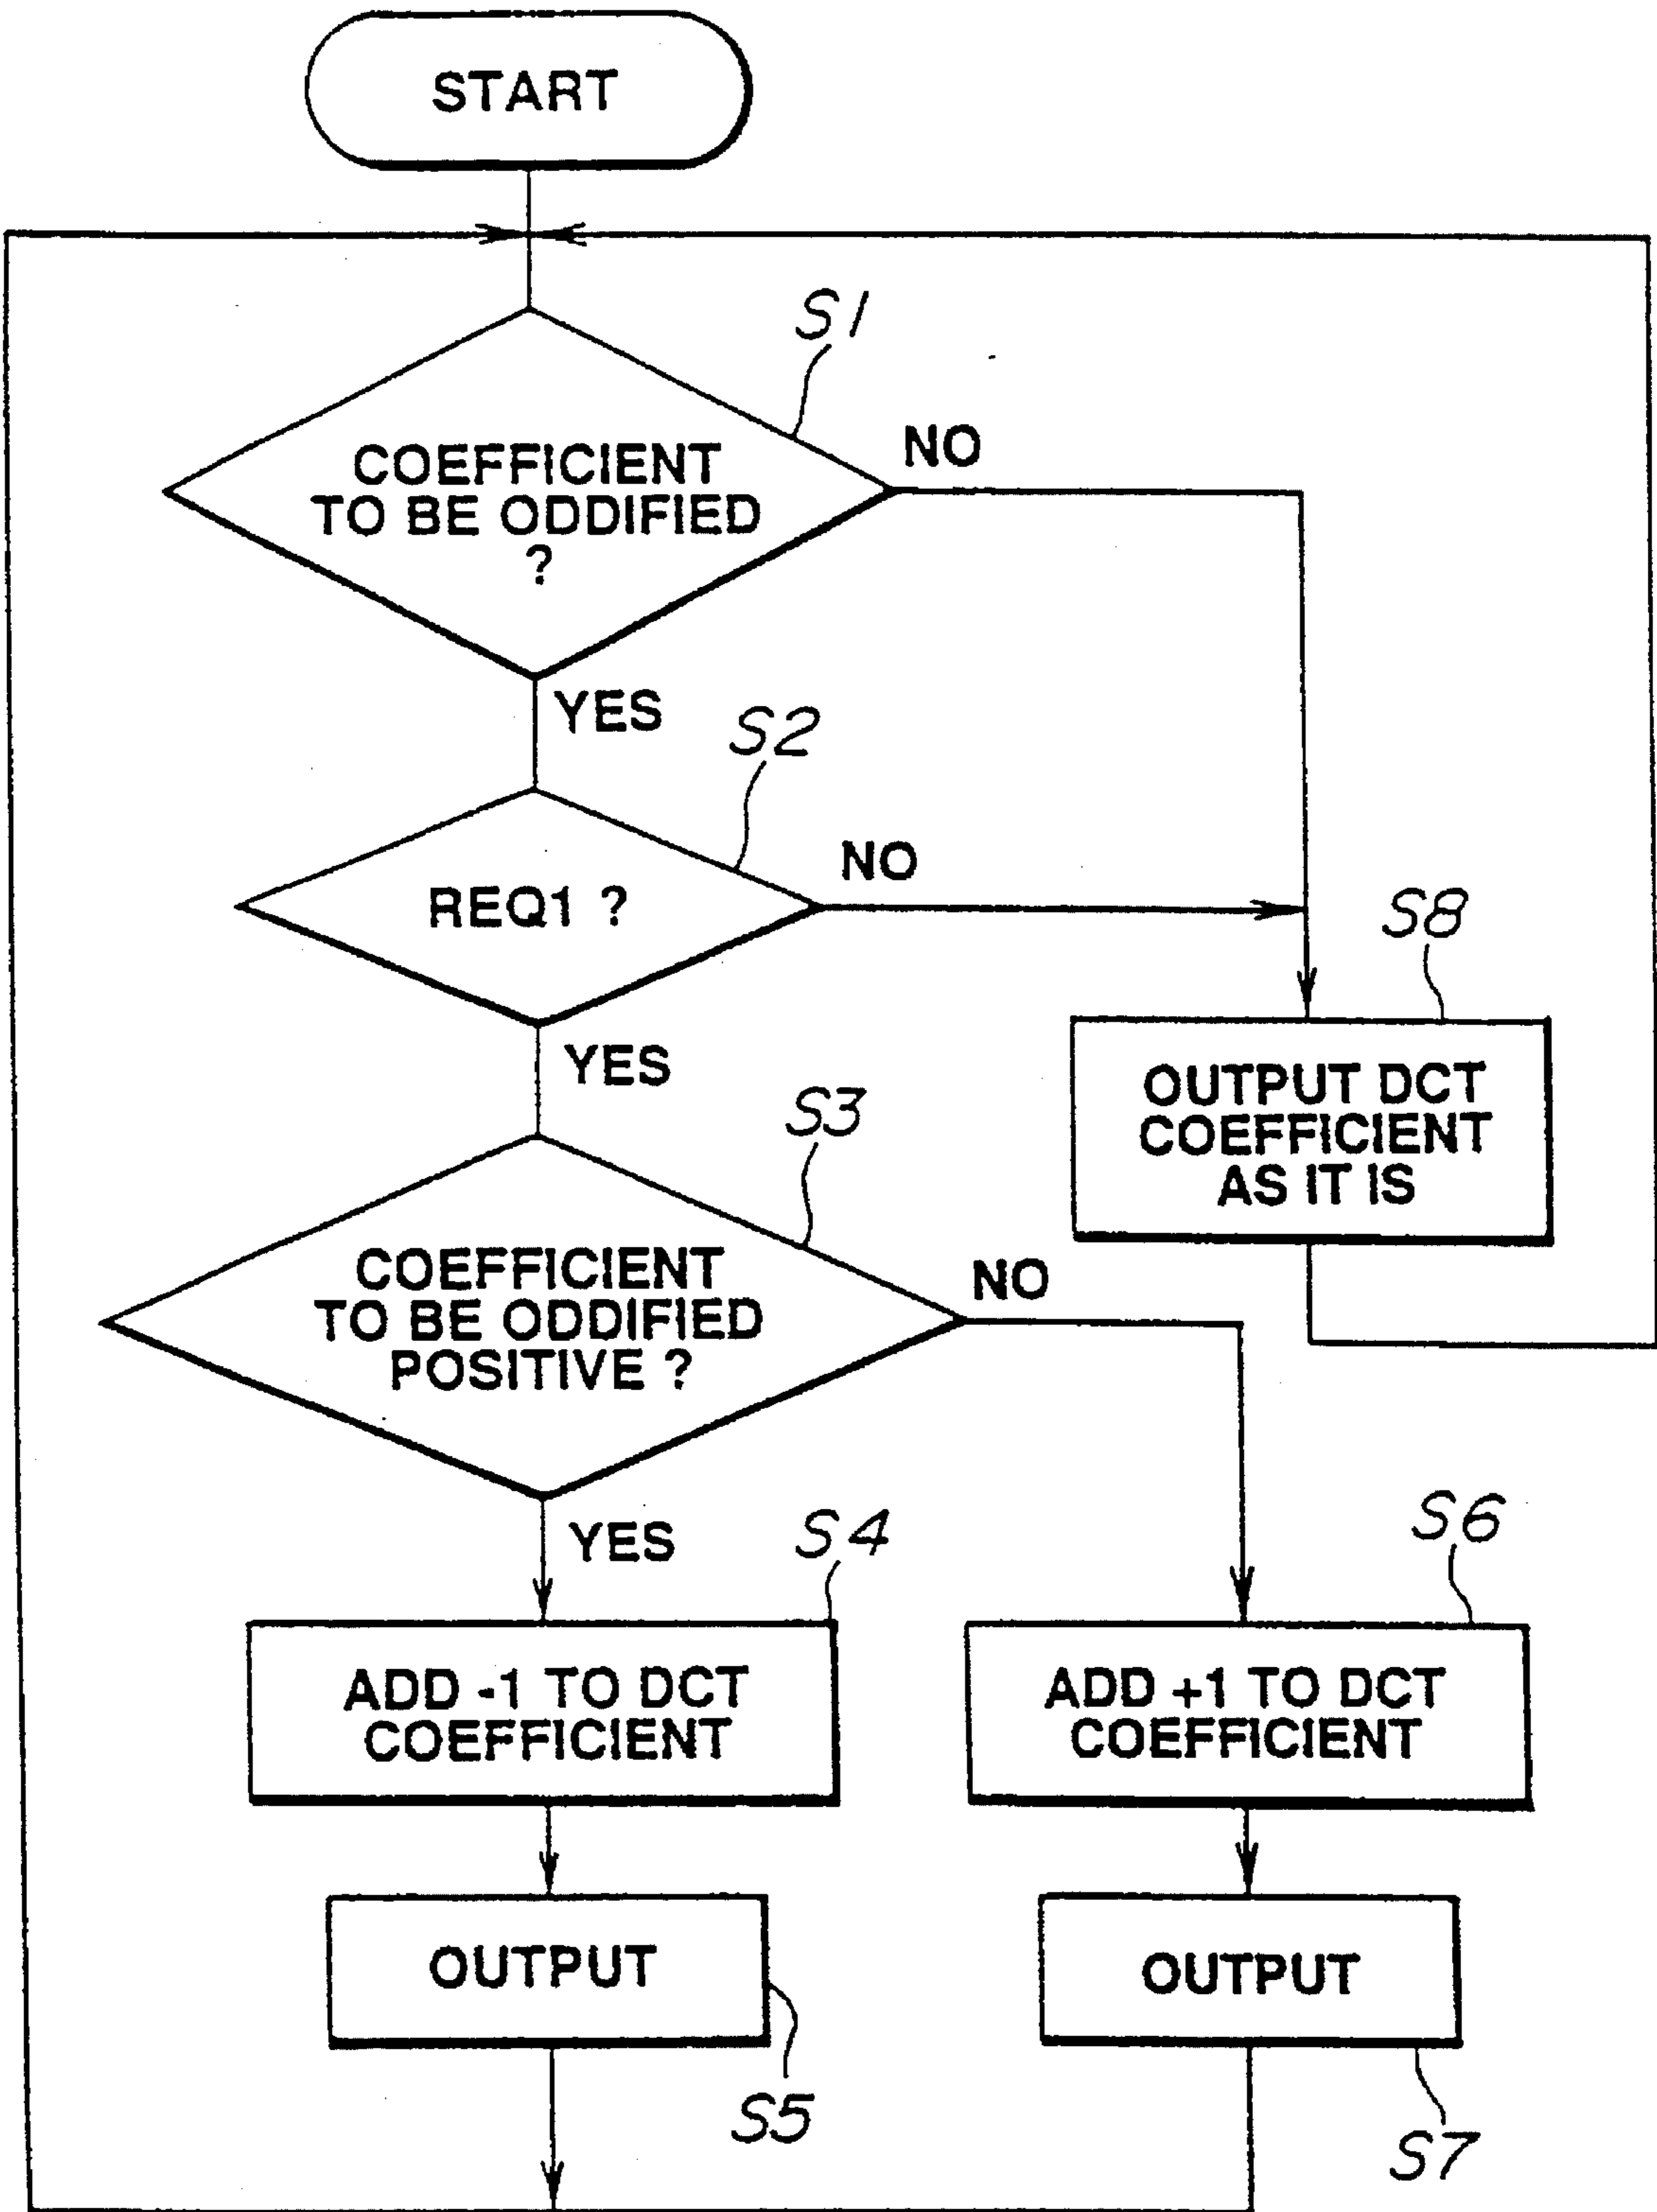 START
S1
COEFFICIENT
TO BE ODDIFIED
?
NO
YES
S2
REQ1 ?
NO
YES
S8
OUTPUT DCT
COEFFICIENT
AS IT IS
S3
COEFFICIENT
TO BE ODDIFIED
POSITIVE ?
NO
YES
S4
ADD -1 TO DCT
COEFFICIENT
S6
ADD +1 TO DCT
COEFFICIENT
OUTPUT
S5
OUTPUT
S7